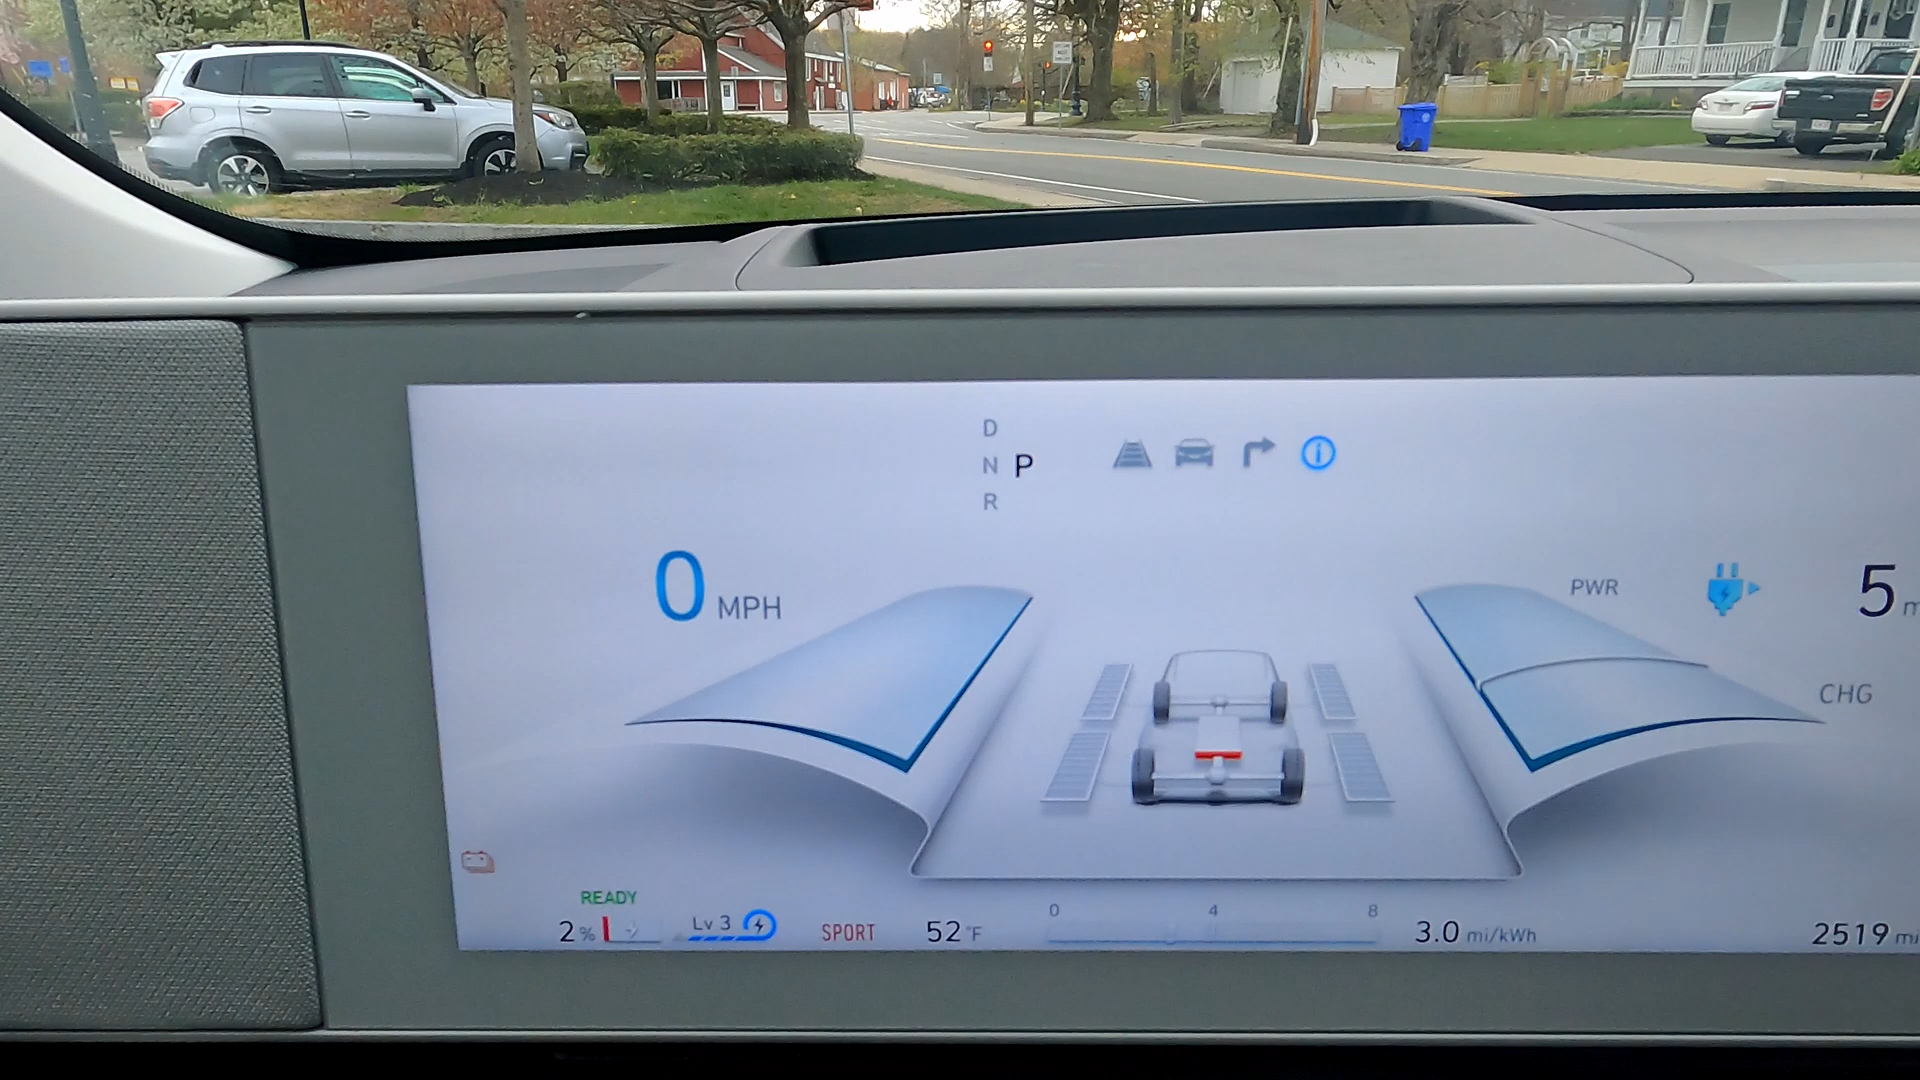 D
N P
R
0 MPH
PWR
5
CHG
READY
2%
Lv 3
SPORT
52°F
0 4 8
3.0 mi/kWh
2519 mi